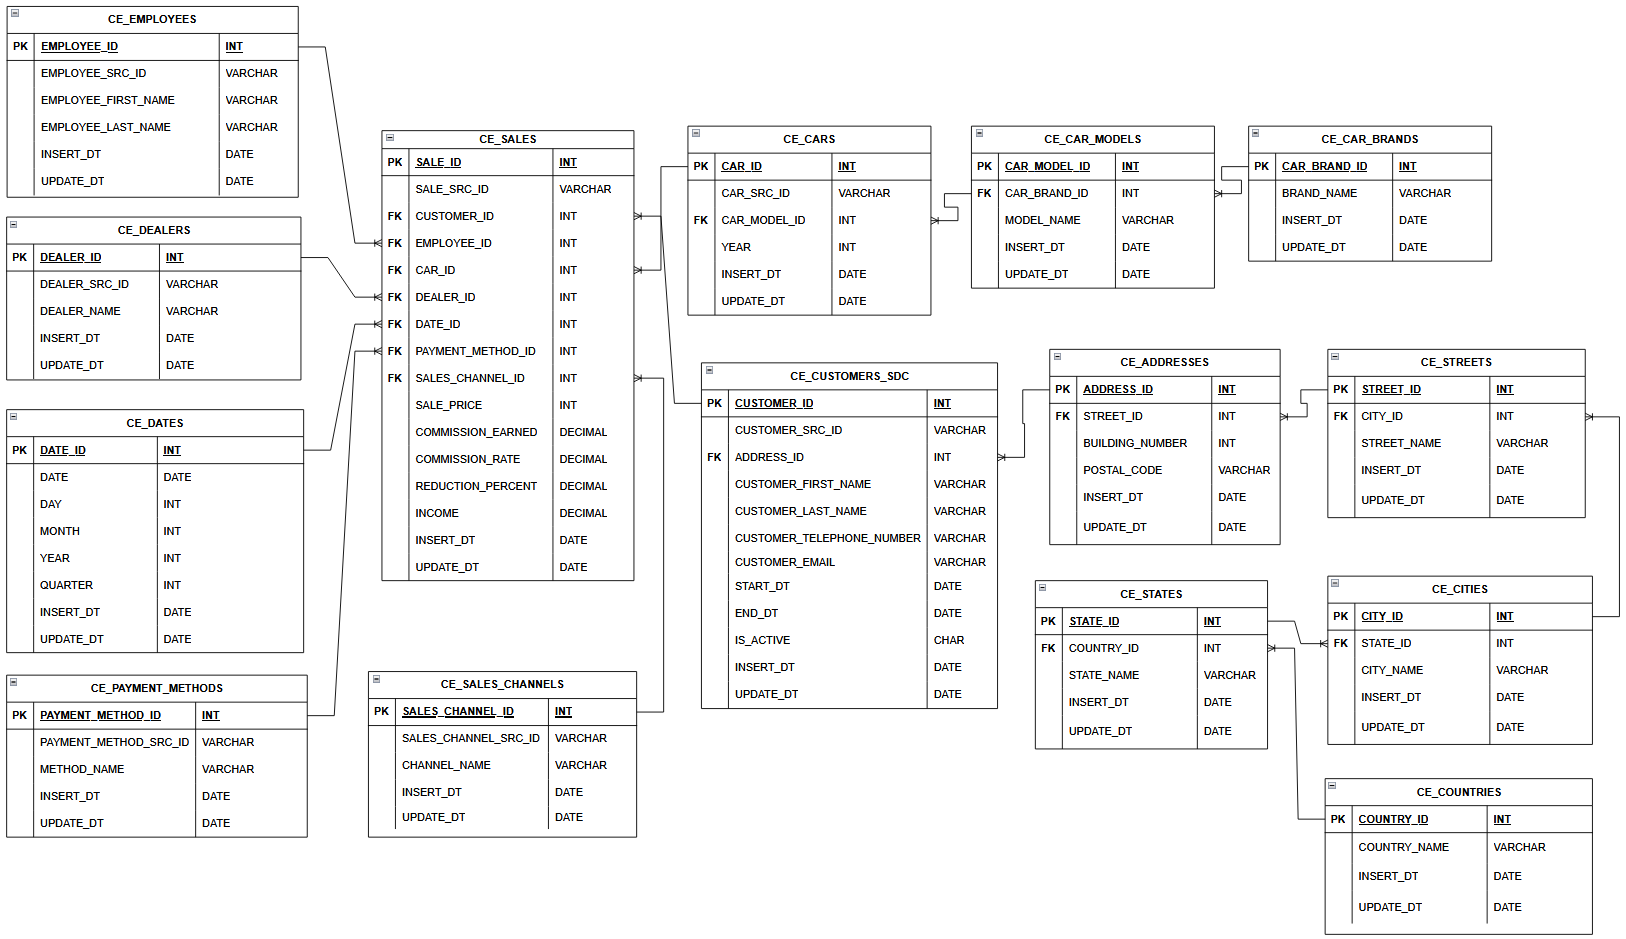 CE_EMPLOYEES
PK EMPLOYEE_ID INT
EMPLOYEE_SRC_ID VARCHAR
EMPLOYEE_FIRST_NAME VARCHAR
EMPLOYEE_LAST_NAME VARCHAR
INSERT_DT DATE
UPDATE_DT DATE
CE_DEALERS
PK DEALER_ID INT
DEALER_SRC_ID VARCHAR
DEALER_NAME VARCHAR
INSERT_DT DATE
UPDATE_DT DATE
CE_DATES
PK DATE_ID INT
DATE DATE
DAY INT
MONTH INT
YEAR INT
QUARTER INT
INSERT_DT DATE
UPDATE_DT DATE
CE_PAYMENT_METHODS
PK PAYMENT_METHOD_ID INT
PAYMENT_METHOD_SRC_ID VARCHAR
METHOD_NAME VARCHAR
INSERT_DT DATE
UPDATE_DT DATE
CE_SALES
PK SALE_ID INT
SALE_SRC_ID VARCHAR
FK CUSTOMER_ID INT
FK EMPLOYEE_ID INT
FK CAR_ID INT
FK DEALER_ID INT
FK DATE_ID INT
FK PAYMENT_METHOD_ID INT
FK SALES_CHANNEL_ID INT
SALE_PRICE INT
COMMISSION_EARNED DECIMAL
COMMISSION_RATE DECIMAL
REDUCTION_PERCENT DECIMAL
INCOME DECIMAL
INSERT_DT DATE
UPDATE_DT DATE
CE_SALES_CHANNELS
PK SALES_CHANNEL_ID INT
SALES_CHANNEL_SRC_ID VARCHAR
CHANNEL_NAME VARCHAR
INSERT_DT DATE
UPDATE_DT DATE
CE_CARS
PK CAR_ID INT
CAR_SRC_ID VARCHAR
FK CAR_MODEL_ID INT
YEAR INT
INSERT_DT DATE
UPDATE_DT DATE
CE_CAR_MODELS
PK CAR_MODEL_ID INT
FK CAR_BRAND_ID INT
MODEL_NAME VARCHAR
INSERT_DT DATE
UPDATE_DT DATE
CE_CAR_BRANDS
PK CAR_BRAND_ID INT
BRAND_NAME VARCHAR
INSERT_DT DATE
UPDATE_DT DATE
CE_CUSTOMERS_SDC
PK CUSTOMER_ID INT
CUSTOMER_SRC_ID VARCHAR
FK ADDRESS_ID INT
CUSTOMER_FIRST_NAME VARCHAR
CUSTOMER_LAST_NAME VARCHAR
CUSTOMER_TELEPHONE_NUMBER VARCHAR
CUSTOMER_EMAIL VARCHAR
START_DT DATE
END_DT DATE
IS_ACTIVE CHAR
INSERT_DT DATE
UPDATE_DT DATE
CE_ADDRESSES
PK ADDRESS_ID INT
FK STREET_ID INT
BUILDING_NUMBER INT
POSTAL_CODE VARCHAR
INSERT_DT DATE
UPDATE_DT DATE
CE_STREETS
PK STREET_ID INT
FK CITY_ID INT
STREET_NAME VARCHAR
INSERT_DT DATE
UPDATE_DT DATE
CE_STATES
PK STATE_ID INT
FK COUNTRY_ID INT
STATE_NAME VARCHAR
INSERT_DT DATE
UPDATE_DT DATE
CE_CITIES
PK CITY_ID INT
FK STATE_ID INT
CITY_NAME VARCHAR
INSERT_DT DATE
UPDATE_DT DATE
CE_COUNTRIES
PK COUNTRY_ID INT
COUNTRY_NAME VARCHAR
INSERT_DT DATE
UPDATE_DT DATE